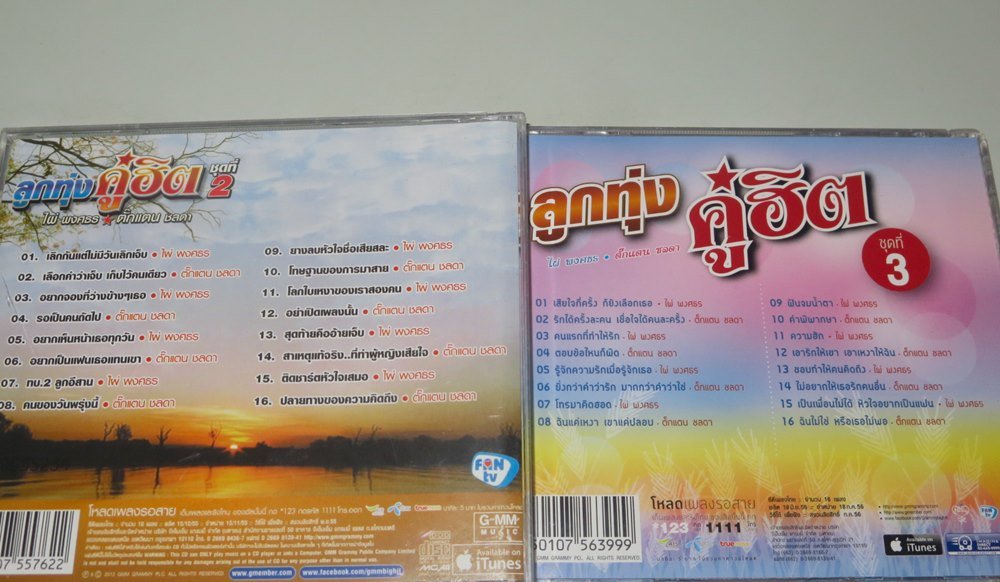 ลูกทุ่งคู่ฮิต ชุดที่ 2
ไผ่ พงศธร ตั๊กแตน ชลดา
01. เลิกกันแต่ไม่มีวันเลิกเจ็บ • ไผ่ พงศธร
02. เลือกคำว่าเจ็บ เก็บไว้คนเดียว • ตั๊กแตน ชลดา
03. อยากจองที่ว่างข้างๆเธอ • ไผ่ พงศธร
04. รอเป็นคนถัดไป • ตั๊กแตน ชลดา
05. อยากเห็นหน้าเธอทุกวัน • ไผ่ พงศธร
06. อยากเป็นแฟนเธอแทนเขา • ตั๊กแตน ชลดา
07. ทบ.2 ลูกอีสาน • ไผ่ พงศธร
08. คนของวันพรุ่งนี้ • ตั๊กแตน ชลดา
09. ยางลบหัวใจชื่อเสียสละ • ไผ่ พงศธร
10. โทษฐานของการมาสาย • ตั๊กแตน ชลดา
11. โลกใบเหงาของเราสองคน • ไผ่ พงศธร
12. อย่าเปิดเพลงนั้น • ตั๊กแตน ชลดา
13. สุดท้ายคืออ้ายเจ็บ • ไผ่ พงศธร
14. สาเหตุแท้จริง..ที่ทำผู้หญิงเสียใจ • ตั๊กแตน ชลดา
15. ติดชาร์ตหัวใจเสมอ • ไผ่ พงศธร
16. ปลายทางของความคิดถึง • ตั๊กแตน ชลดา
FAN tv
โหลดเพลงรอสาย
G-MM' MUSIC
Available on iTunes
07 557622
www.gmember.com
www.facebook.com/gmmbighit
ลูกทุ่ง คู่ฮิต
ชุดที่ 3
ไผ่ พงศธร • ตั๊กแตน ชลดา
01 เสียใจที่ครั้ง ก็ยังเลือกเธอ • ไผ่ พงศธร
02 รักได้ครั้งละคน เชื่อใจได้คนละครั้ง • ตั๊กแตน ชลดา
03 คนแรกที่ทำให้รัก • ไผ่ พงศธร
04 ตอบข้อไหนก็ผิด • ตั๊กแตน ชลดา
05 รู้จักความรักเมื่อรู้จักเธอ • ไผ่ พงศธร
06 ยิ่งกว่าคำว่ารัก มากกว่าคำว่าใช่ • ตั๊กแตน ชลดา
07 โทรมาคิดฮอด • ไผ่ พงศธร
08 ฉันแค่เหงา เขาแค่ปลอบ • ตั๊กแตน ชลดา
09 ฝันจมน้ำตา • ไผ่ พงศธร
10 คำพิพากษา • ตั๊กแตน ชลดา
11 ความฮัก • ไผ่ พงศธร
12 เอารักให้เขา เอาเหงาให้ฉัน • ตั๊กแตน ชลดา
13 ชอบทำให้คนคิดถึง • ไผ่ พงศธร
14 ไม่อยากให้เธอรักคนอื่น • ตั๊กแตน ชลดา
15 เป็นเพื่อนไม่ได้ หัวใจอยากเป็นแฟน • ไผ่ พงศธร
16 ฉันไม่ใช่ หรือเธอไม่พอ • ตั๊กแตน ชลดา
โหลดเพลงรอสาย
*123 1111
50107 563999
Available on iTunes